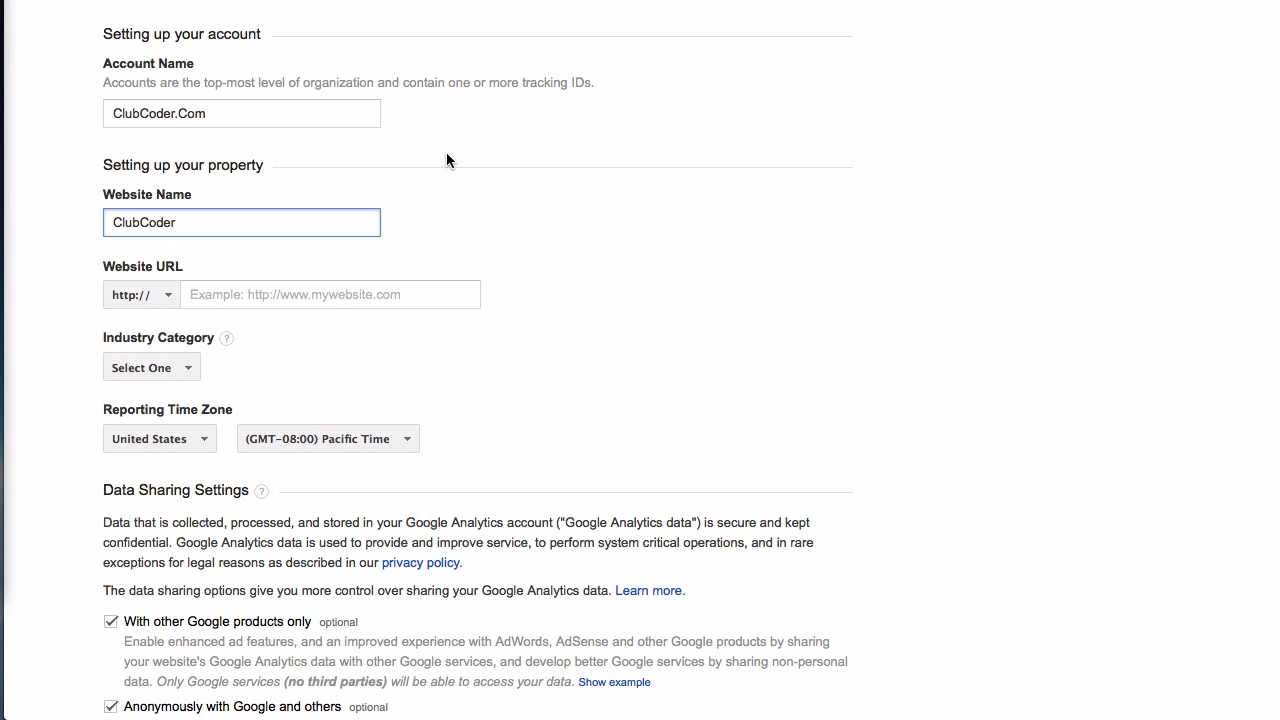 Setting up your account
Account Name
Accounts are the top-most level of organization and contain one or more tracking IDs.
ClubCoder.Com
Setting up your property
Website Name
ClubCoder
Website URL
http:// Example: http://www.mywebsite.com
Industry Category ?
Select One
Reporting Time Zone
United States (GMT-08:00) Pacific Time
Data Sharing Settings ?
Data that is collected, processed, and stored in your Google Analytics account ("Google Analytics data") is secure and kept
confidential. Google Analytics data is used to provide and improve service, to perform system critical operations, and in rare
exceptions for legal reasons as described in our privacy policy.
The data sharing options give you more control over sharing your Google Analytics data. Learn more.
With other Google products only optional
Enable enhanced ad features, and an improved experience with AdWords, AdSense and other Google products by sharing
your website's Google Analytics data with other Google services, and develop better Google services by sharing non-personal
data. Only Google services (no third parties) will be able to access your data. Show example
Anonymously with Google and others optional